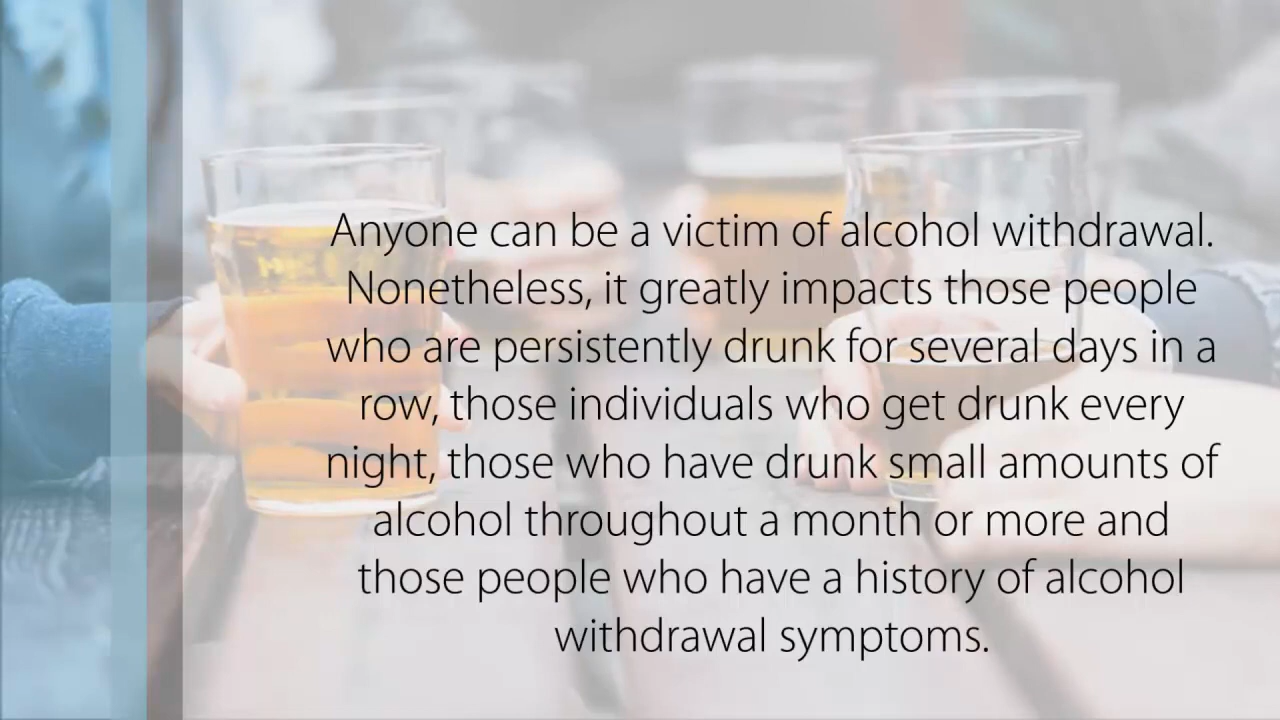 Anyone can be a victim of alcohol withdrawal.
Nonetheless, it greatly impacts those people
who are persistently drunk for several days in a
row, those individuals who get drunk every
night, those who have drunk small amounts of
alcohol throughout a month or more and
those people who have a history of alcohol
withdrawal symptoms.